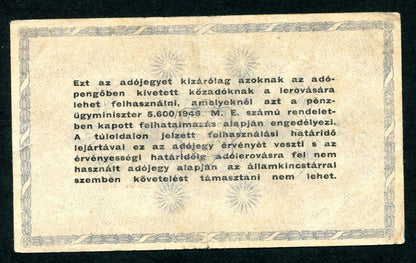 Ezt az adójegyet kizárólag azoknak az adó-
pengőben kivetett közadóknak a lerovására
lehet felhasználni, amelyeknél azt a pénz-
ügyminiszter 5,600/1946. M. E. számú rendelet-
ben kapott felhatalmazás alapján engedélyezi.
A túloldalon jelzett felhasználási határidő
lejártával ez az adójegy érvényét veszti s az
érvényességi határidőig adólerovásra fel nem
használt adójegy alapján az államkincstárral
szemben követelést támasztani nem lehet.